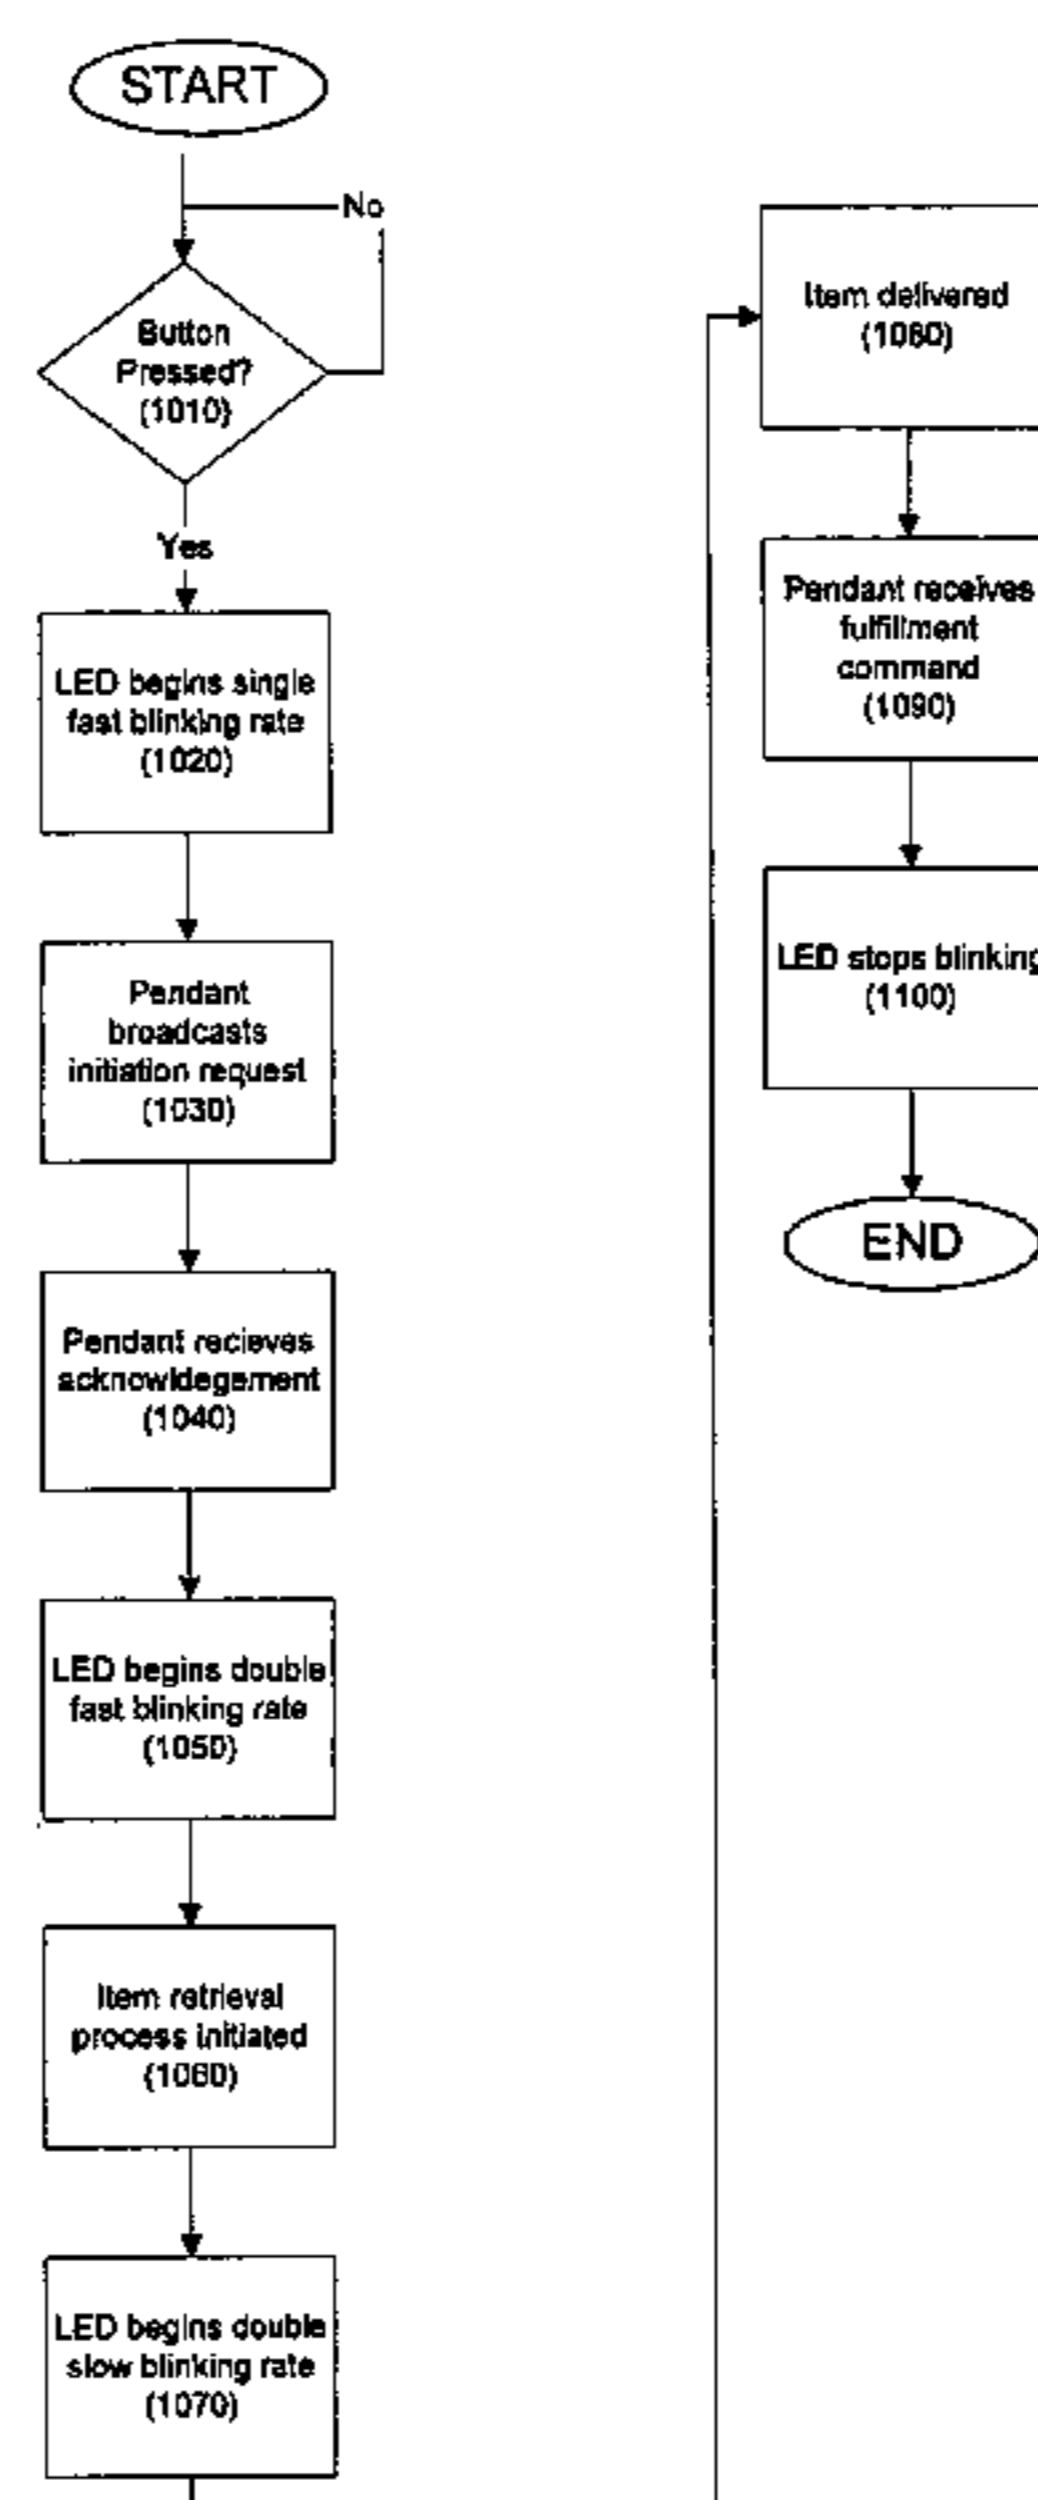 START
No
Button
Pressed?
(1010)
Yes
LED begins single
fast blinking rate
(1020)
Pendant
broadcasts
initiation request
(1030)
Pendant recieves
acknowldegement
(1040)
LED begins double
fast blinking rate
(1050)
Item retrieval
process initiated
(1060)
LED begins double
slow blinking rate
(1070)
Item delivered
(1080)
Pendant receives
fulfillment
command
(1090)
LED stops blinking
(1100)
END